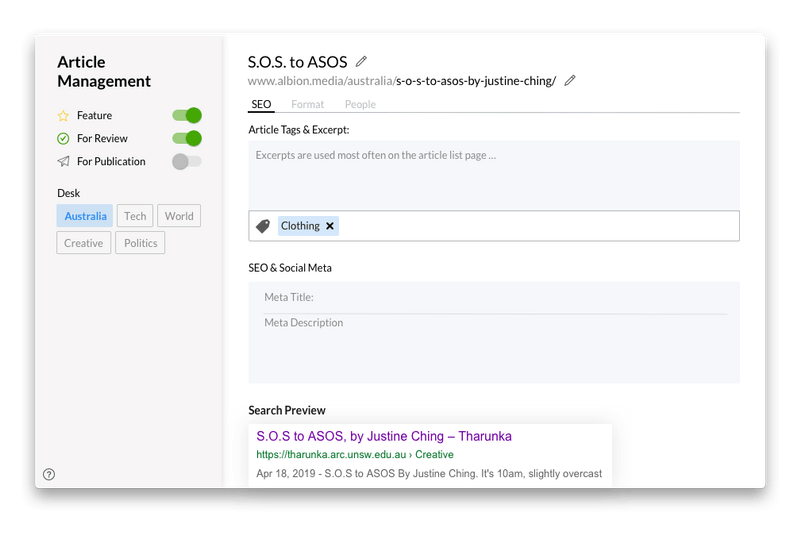 Article
Management
Feature
For Review
For Publication
Desk
Australia
Tech
World
Creative
Politics
S.O.S. to ASOS
www.albion.media/australia/s-o-s-to-asos-by-justine-ching/
SEO
Format
People
Article Tags & Excerpt:
Excerpts are used most often on the article list page ...
Clothing
SEO & Social Meta
Meta Title:
Meta Description
Search Preview
S.O.S to ASOS, by Justine Ching – Tharunka
https://tharunka.arc.unsw.edu.au › Creative
Apr 18, 2019 - S.O.S to ASOS By Justine Ching. It's 10am, slightly overcast